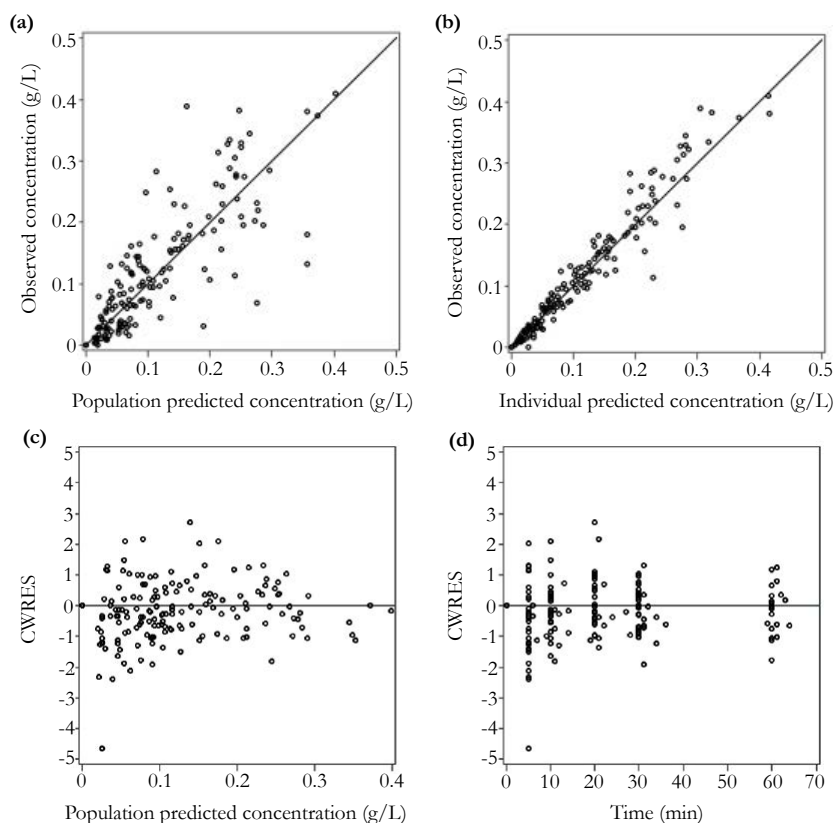 (a)
0.5
0.4
0.3
0.2
0.1
0
Observed concentration (g/L)
0 0.1 0.2 0.3 0.4 0.5
Population predicted concentration (g/L)
(b)
0.5
0.4
0.3
0.2
0.1
0
Observed concentration (g/L)
0 0.1 0.2 0.3 0.4 0.5
Individual predicted concentration (g/L)
(c)
5
4
3
2
1
0
-1
-2
-3
-4
-5
CWRES
0 0.1 0.2 0.3 0.4
Population predicted concentration (g/L)
(d)
5
4
3
2
1
0
-1
-2
-3
-4
-5
CWRES
0 10 20 30 40 50 60 70
Time (min)